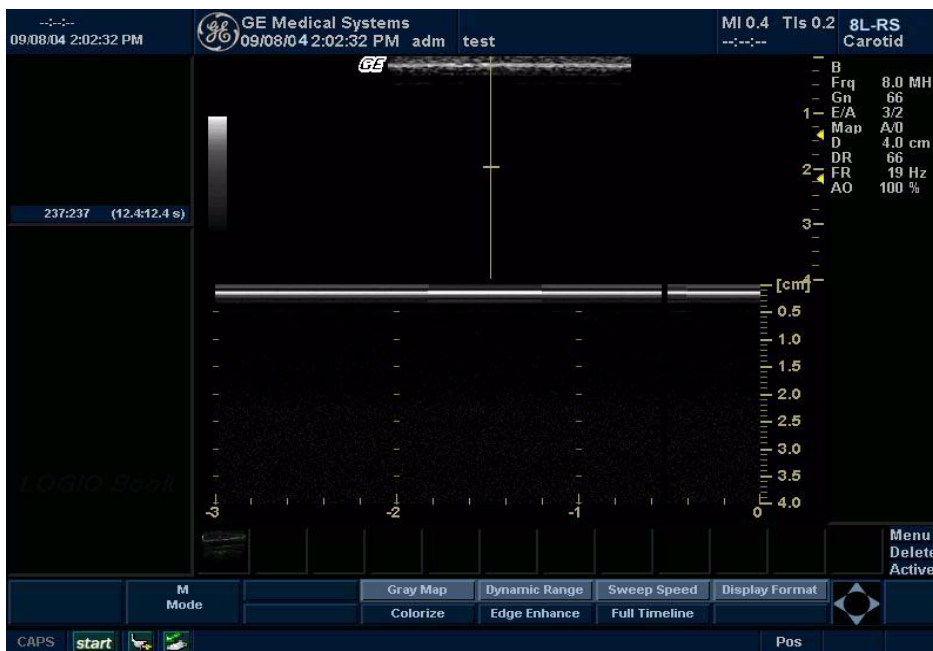 --:--:--
09/08/04 2:02:32 PM
GE Medical Systems
09/08/04 2:02:32 PM adm test
MI 0.4 TIs 0.2
--:--:--
8L-RS
Carotid
GE
B
Frq 8.0 MH
Gn 66
E/A 3/2
Map A/0
D 4.0 cm
DR 66
FR 19 Hz
AO 100 %
1
2
3
4
237:237 (12.4:12.4 s)
[cm]
0.5
1.0
1.5
2.0
2.5
3.0
3.5
4.0
-3 -2 -1 0
LOGIQ Book
Menu
Delete
Active
M
Mode
Gray Map Dynamic Range Sweep Speed Display Format
Colorize Edge Enhance Full Timeline
CAPS start Pos